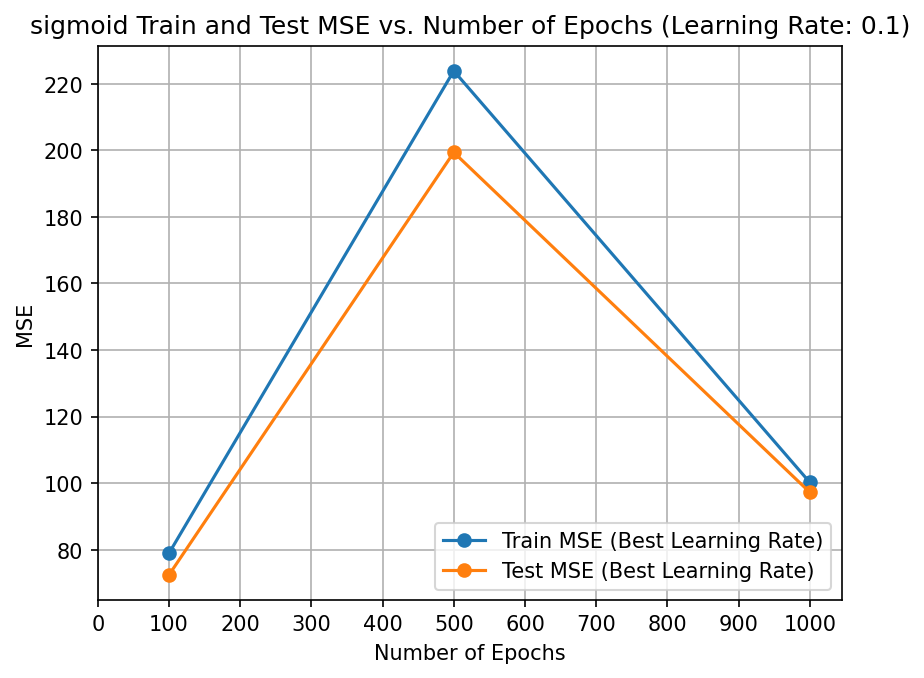 sigmoid Train and Test MSE vs. Number of Epochs (Learning Rate: 0.1)
220
200
180
160
140
120
100
80
MSE
Train MSE (Best Learning Rate)
Test MSE (Best Learning Rate)
0 100 200 300 400 500 600 700 800 900 1000
Number of Epochs